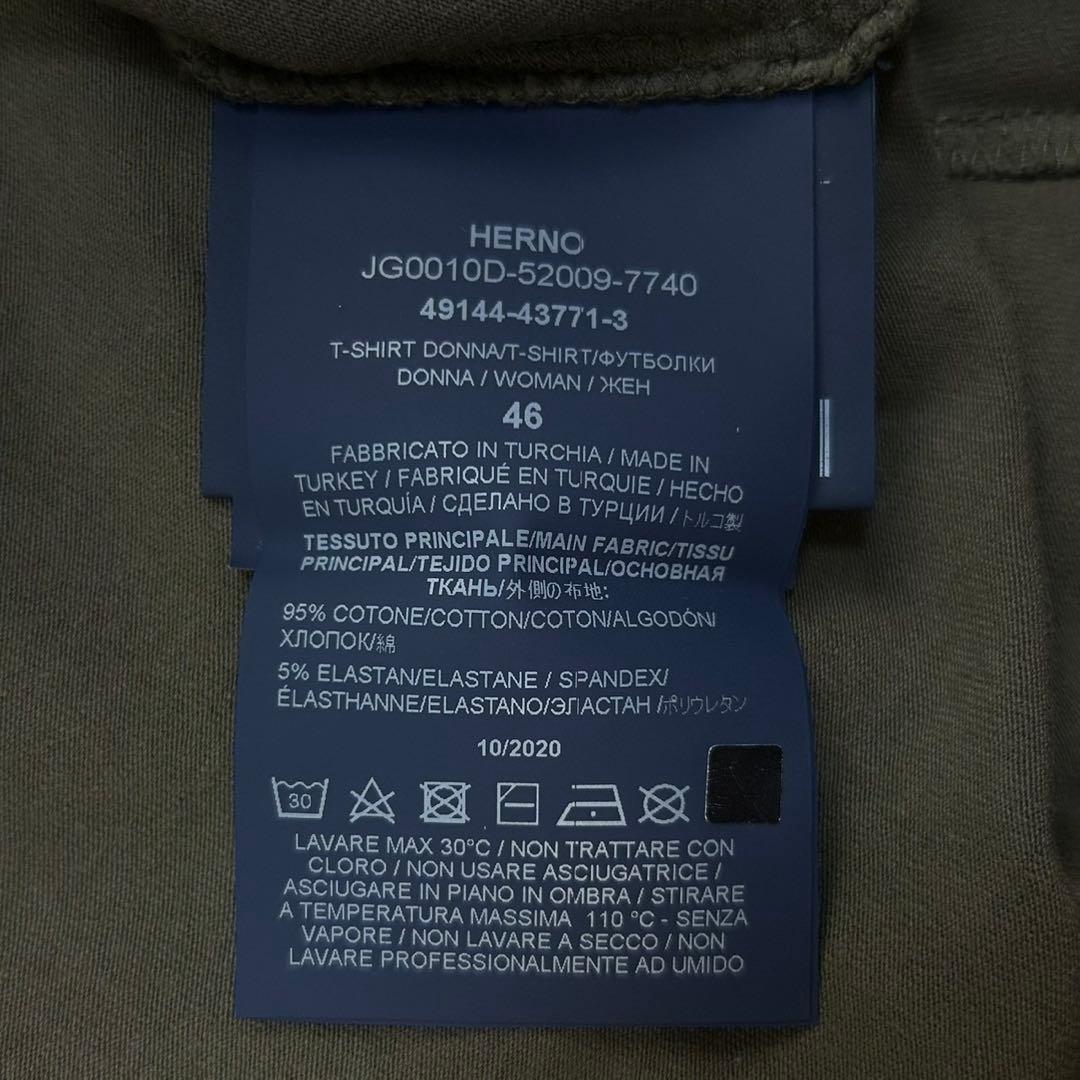 HERNO
JG0010D-52009-7740
49144-43771-3
T-SHIRT DONNA/T-SHIRT/ФУТБОЛКИ
DONNA / WOMAN / ЖЕН
46
FABBRICATO IN TURCHIA / MADE IN
TURKEY / FABRIQUÉ EN TURQUIE / HECHO
EN TURQUÍA / СДЕЛАНО В ТУРЦИИ / トルコ製
TESSUTO PRINCIPALE/MAIN FABRIC/TISSU
PRINCIPAL/TEJIDO PRINCIPAL/ОСНОВНАЯ
ТКАНЬ/外側の布地:
95% COTONE/COTTON/COTON/ALGODÓN/
ХЛОПОК/綿
5% ELASTAN/ELASTANE / SPANDEX/
ÉLASTHANNE/ELASTANO/ЭЛАСТАН /ポリウレタン
10/2020
30
LAVARE MAX 30°C / NON TRATTARE CON
CLORO / NON USARE ASCIUGATRICE /
ASCIUGARE IN PIANO IN OMBRA / STIRARE
A TEMPERATURA MASSIMA 110 °C - SENZA
VAPORE / NON LAVARE A SECCO / NON
LAVARE PROFESSIONALMENTE AD UMIDO